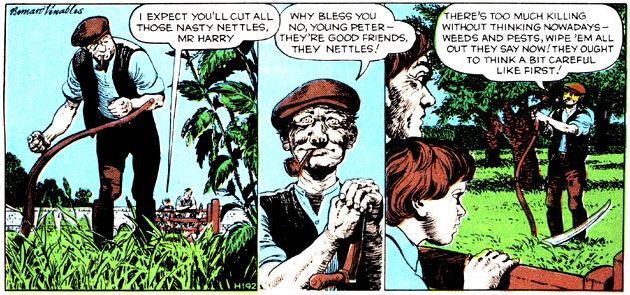 Bernard Venables
I EXPECT YOU'LL CUT ALL
THOSE NASTY NETTLES,
MR HARRY
H192
WHY BLESS YOU
NO, YOUNG PETER—
THEY'RE GOOD FRIENDS,
THEY NETTLES!
THERE'S TOO MUCH KILLING
WITHOUT THINKING NOWADAYS—
WEEDS AND PESTS, WIPE 'EM ALL
OUT THEY SAY NOW! THEY OUGHT
TO THINK A BIT CAREFUL
LIKE FIRST!